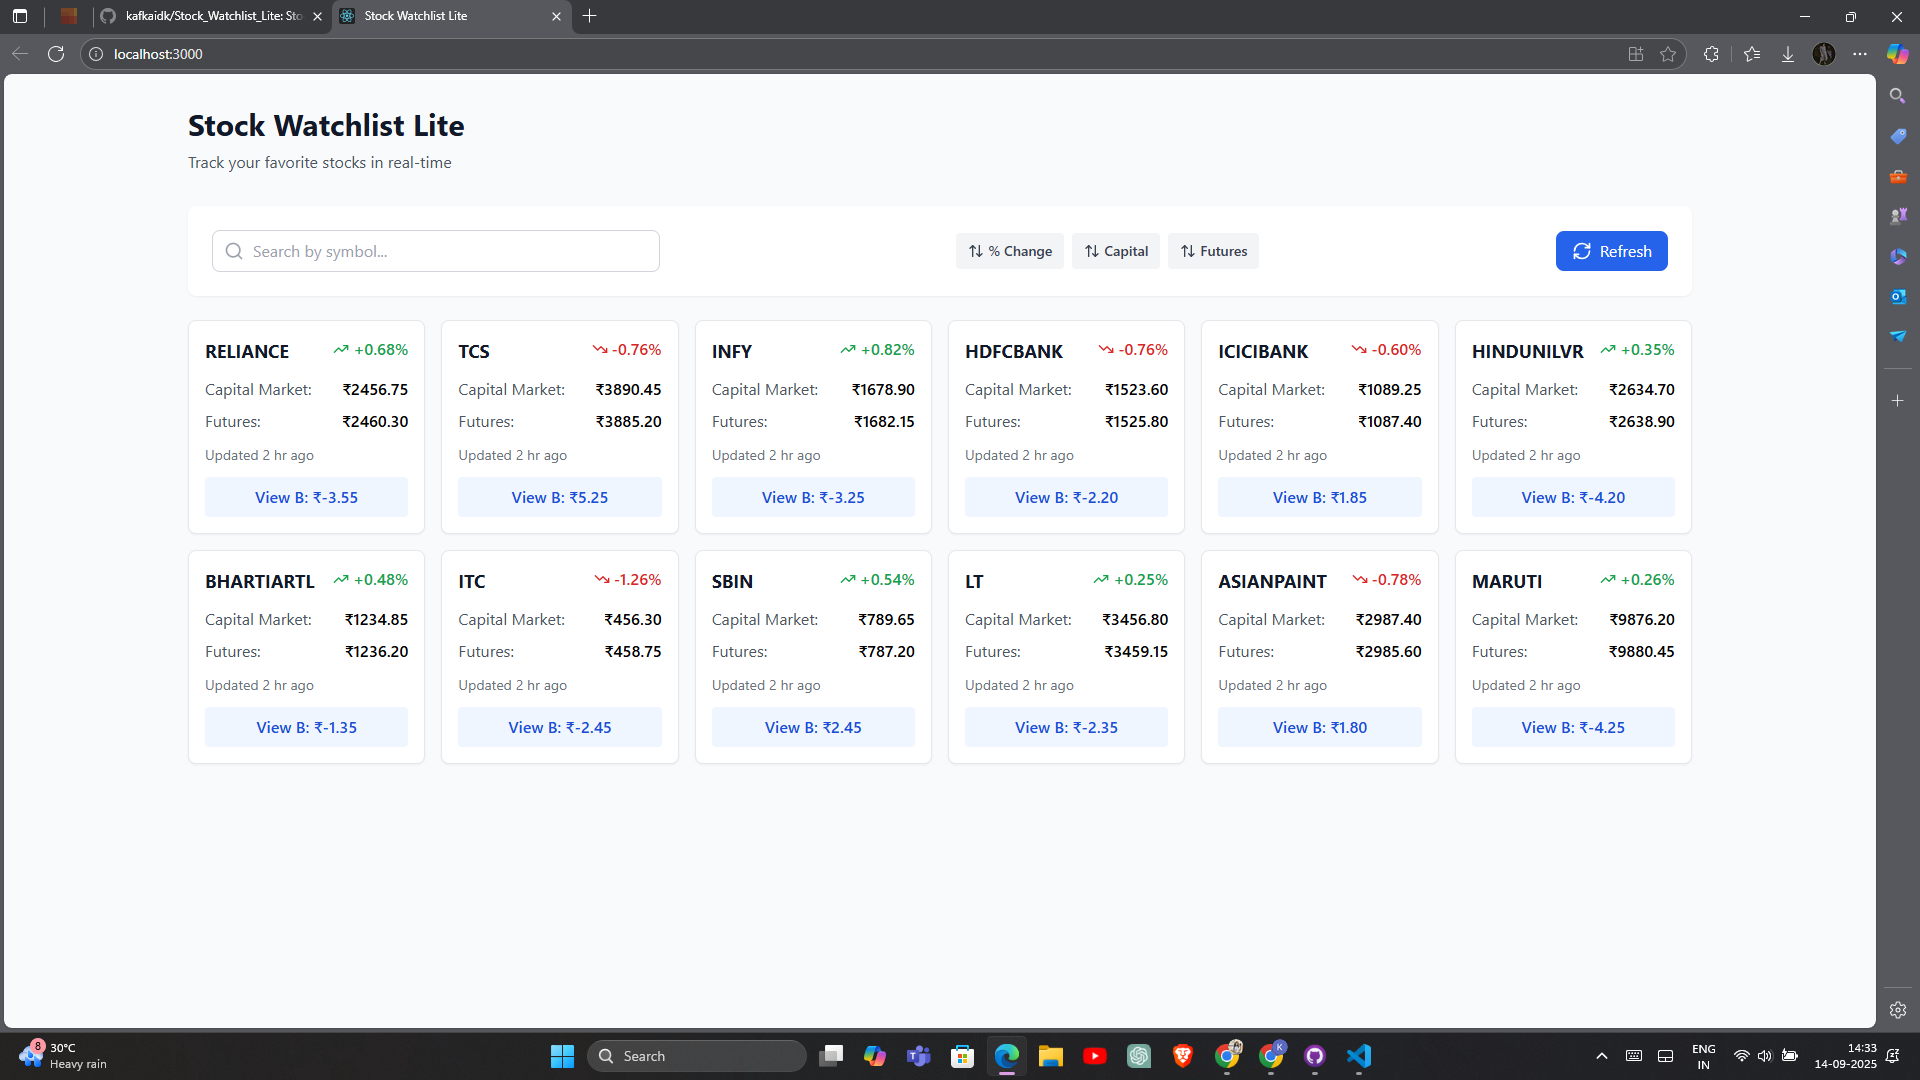 kafkaidk/Stock_Watchlist_Lite: Sto
Stock Watchlist Lite
localhost:3000
Stock Watchlist Lite
Track your favorite stocks in real-time
Search by symbol...
% Change
Capital
Futures
Refresh
RELIANCE +0.68%
Capital Market: ₹2456.75
Futures: ₹2460.30
Updated 2 hr ago
View B: ₹-3.55
TCS -0.76%
Capital Market: ₹3890.45
Futures: ₹3885.20
Updated 2 hr ago
View B: ₹5.25
INFY +0.82%
Capital Market: ₹1678.90
Futures: ₹1682.15
Updated 2 hr ago
View B: ₹-3.25
HDFCBANK -0.76%
Capital Market: ₹1523.60
Futures: ₹1525.80
Updated 2 hr ago
View B: ₹-2.20
ICICIBANK -0.60%
Capital Market: ₹1089.25
Futures: ₹1087.40
Updated 2 hr ago
View B: ₹1.85
HINDUNILVR +0.35%
Capital Market: ₹2634.70
Futures: ₹2638.90
Updated 2 hr ago
View B: ₹-4.20
BHARTIARTL +0.48%
Capital Market: ₹1234.85
Futures: ₹1236.20
Updated 2 hr ago
View B: ₹-1.35
ITC -1.26%
Capital Market: ₹456.30
Futures: ₹458.75
Updated 2 hr ago
View B: ₹-2.45
SBIN +0.54%
Capital Market: ₹789.65
Futures: ₹787.20
Updated 2 hr ago
View B: ₹2.45
LT +0.25%
Capital Market: ₹3456.80
Futures: ₹3459.15
Updated 2 hr ago
View B: ₹-2.35
ASIANPAINT -0.78%
Capital Market: ₹2987.40
Futures: ₹2985.60
Updated 2 hr ago
View B: ₹1.80
MARUTI +0.26%
Capital Market: ₹9876.20
Futures: ₹9880.45
Updated 2 hr ago
View B: ₹-4.25
8
30°C
Heavy rain
Search
K
ENG
IN
14:33
14-09-2025